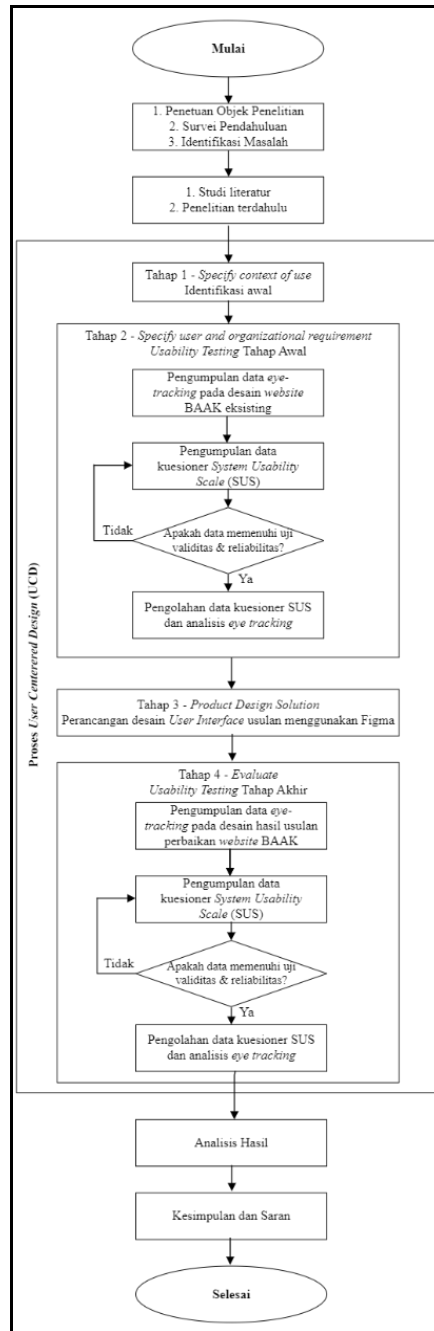 Mulai
1. Penetuan Objek Penelitian
2. Survei Pendahuluan
3. Identifikasi Masalah
1. Studi literatur
2. Penelitian terdahulu
Proses User Centerered Design (UCD)
Tahap 1 - Specify context of use
Identifikasi awal
Tahap 2 - Specify user and organizational requirement
Usability Testing Tahap Awal
Pengumpulan data eye-
tracking pada desain website
BAAK eksisting
Pengumpulan data
kuesioner System Usability
Scale (SUS)
Tidak
Apakah data memenuhi uji
validitas & reliabilitas?
Ya
Pengolahan data kuesioner SUS
dan analisis eye tracking
Tahap 3 - Product Design Solution
Perancangan desain User Interface usulan menggunakan Figma
Tahap 4 - Evaluate
Usability Testing Tahap Akhir
Pengumpulan data eye-
tracking pada desain hasil usulan
perbaikan website BAAK
Pengumpulan data
kuesioner System Usability
Scale (SUS)
Tidak
Apakah data memenuhi uji
validitas & reliabilitas?
Ya
Pengolahan data kuesioner SUS
dan analisis eye tracking
Analisis Hasil
Kesimpulan dan Saran
Selesai